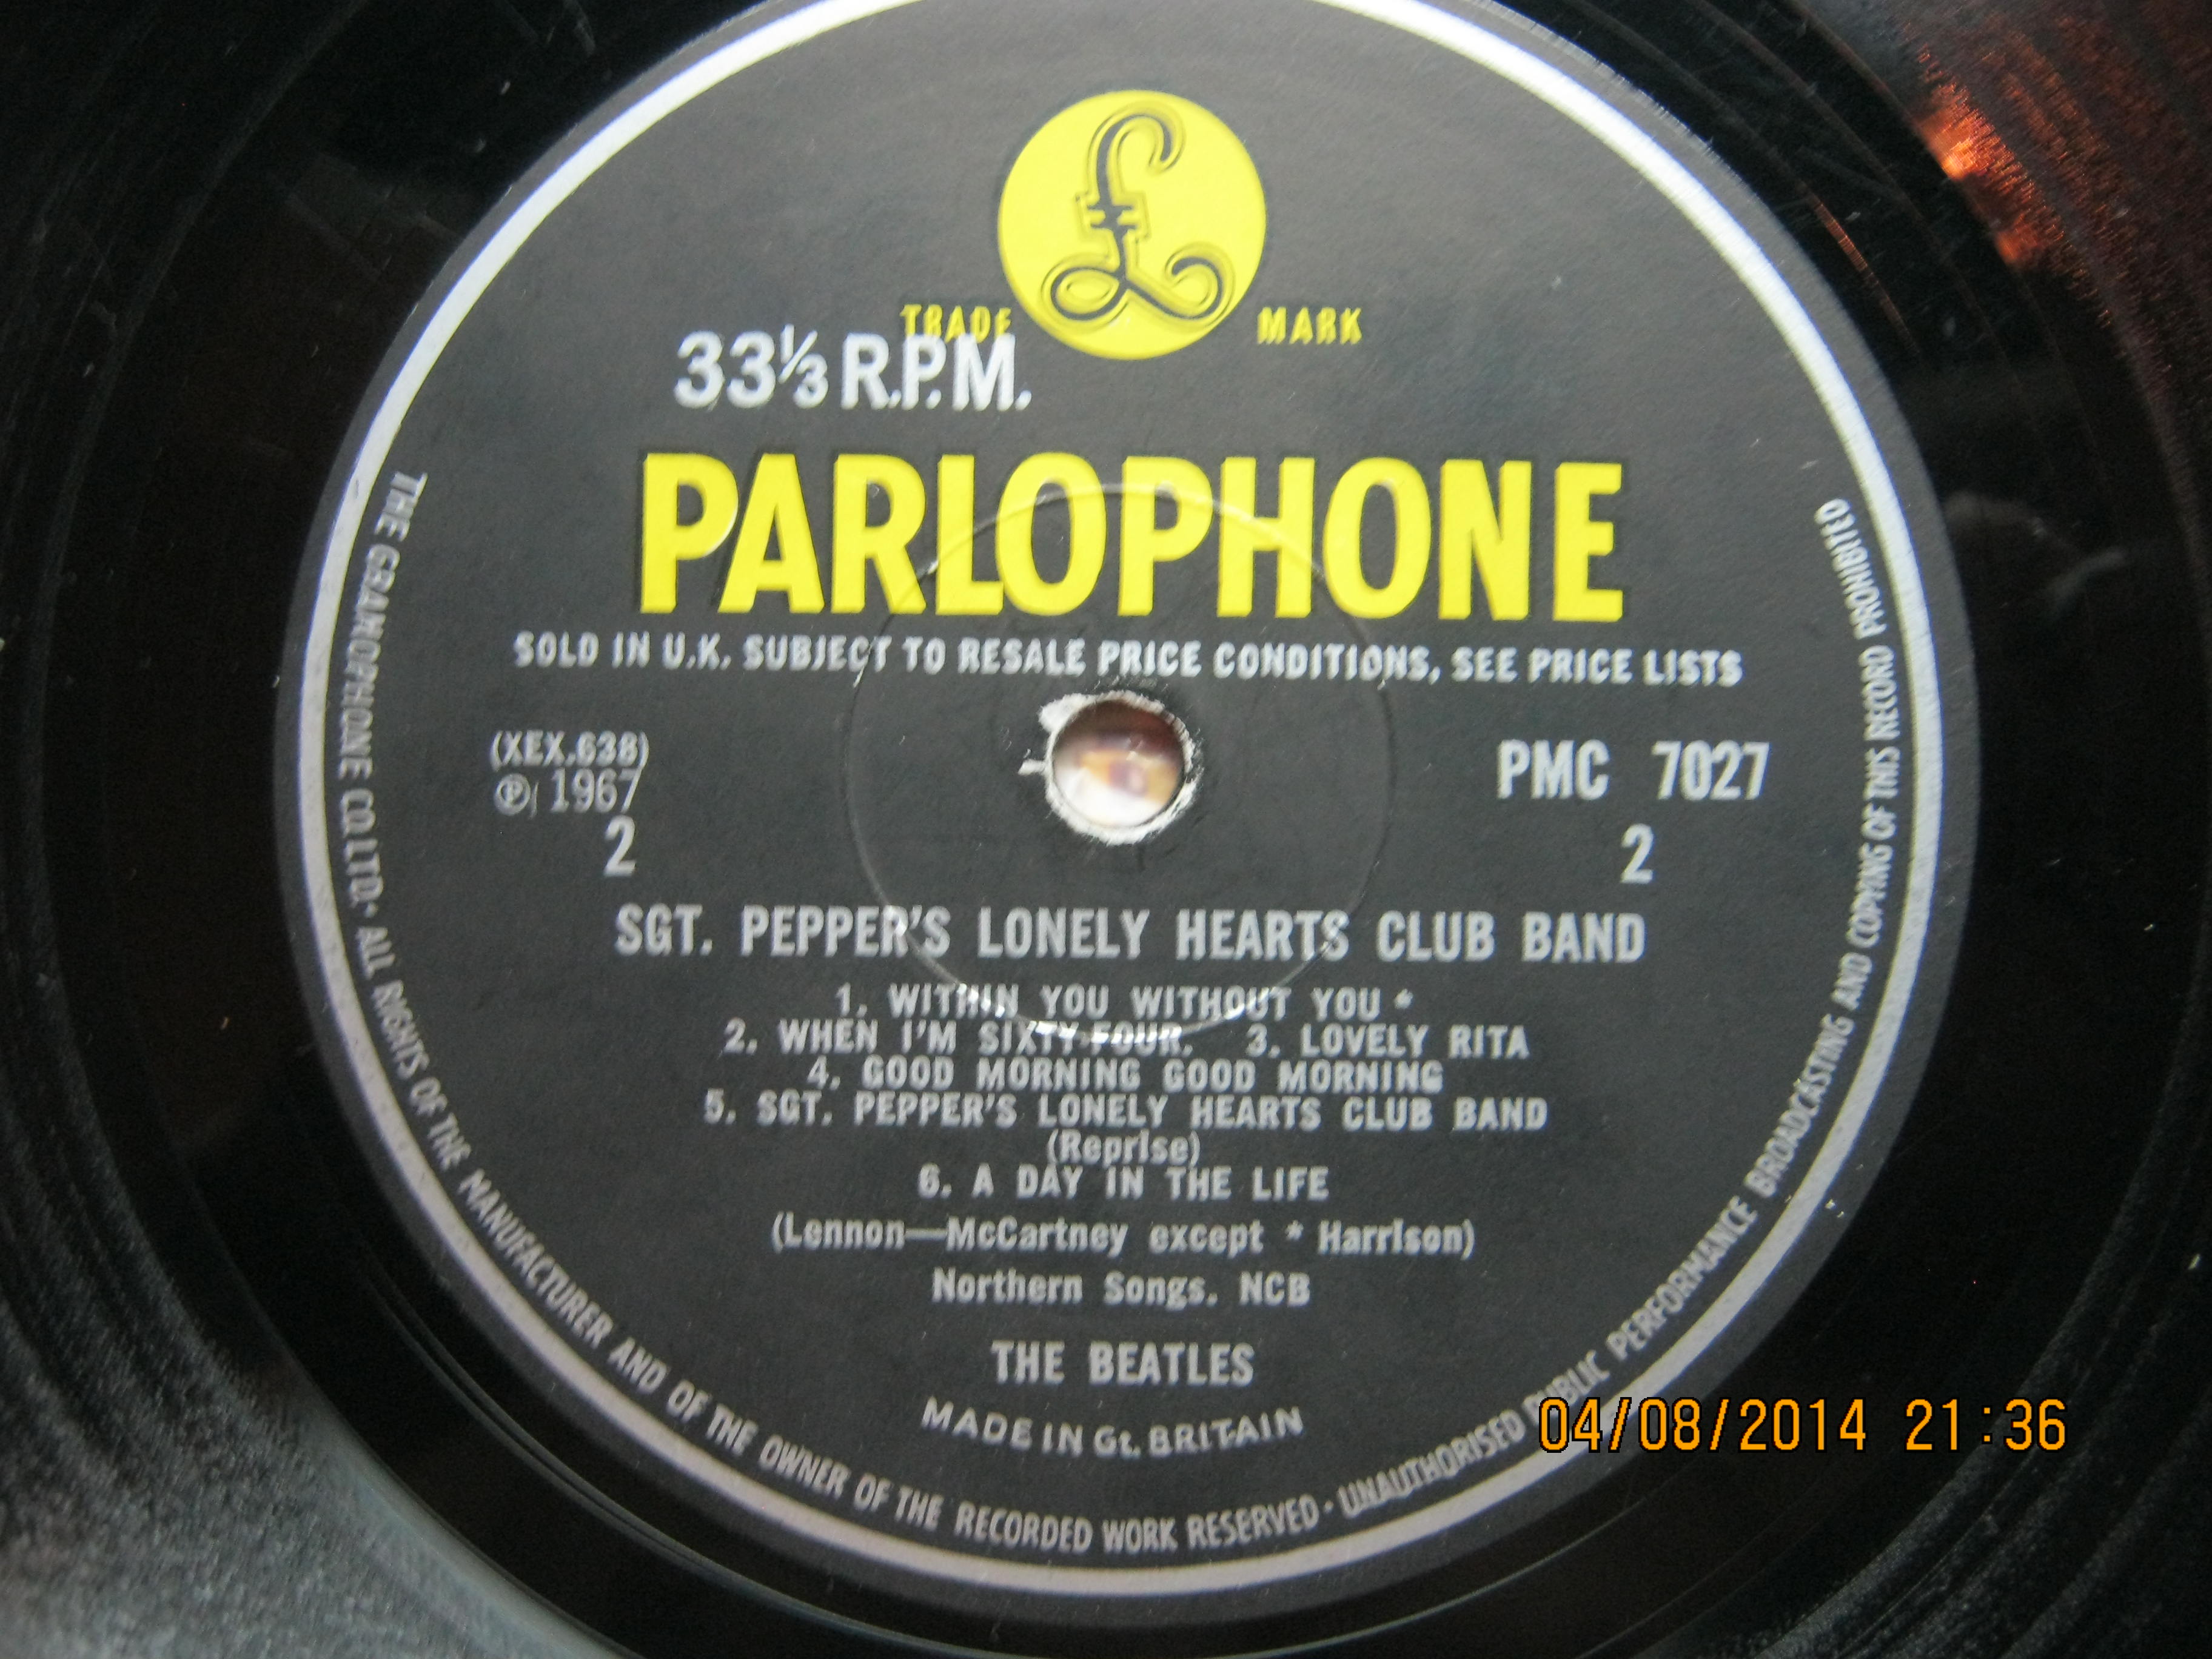 £
TRADE MARK
33⅓ R.P.M.
PARLOPHONE
SOLD IN U.K. SUBJECT TO RESALE PRICE CONDITIONS, SEE PRICE LISTS
(XEX.638)
℗ 1967
PMC 7027
2 2
SGT. PEPPER'S LONELY HEARTS CLUB BAND
1. WITHIN YOU WITHOUT YOU *
2. WHEN I'M SIXTY-FOUR. 3. LOVELY RITA
4. GOOD MORNING GOOD MORNING
5. SGT. PEPPER'S LONELY HEARTS CLUB BAND
(Reprise)
6. A DAY IN THE LIFE
(Lennon—McCartney except * Harrison)
Northern Songs. NCB
THE BEATLES
MADE IN Gt. BRITAIN
THE GRAMOPHONE CO LTD• ALL RIGHTS OF THE MANUFACTURER AND OF THE OWNER OF THE RECORDED WORK RESERVED • UNAUTHORISED PUBLIC PERFORMANCE BROADCASTING AND COPYING OF THIS RECORD PROHIBITED
04/08/2014 21:36